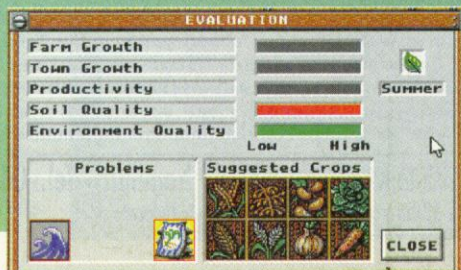 EVALUATION
Farm Growth
Town Growth
Productivity
Soil Quality
Environment Quality
Summer
Low High
Problems
Suggested Crops
CLOSE